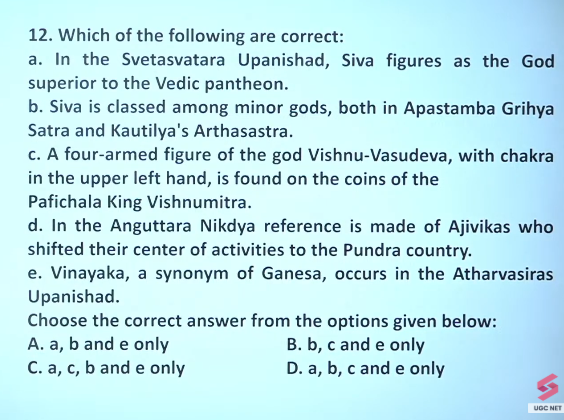 12. Which of the following are correct:
a. In the Svetasvatara Upanishad, Siva figures as the God
superior to the Vedic pantheon.
b. Siva is classed among minor gods, both in Apastamba Grihya
Satra and Kautilya's Arthasastra.
c. A four-armed figure of the god Vishnu-Vasudeva, with chakra
in the upper left hand, is found on the coins of the
Pafichala King Vishnumitra.
d. In the Anguttara Nikdya reference is made of Ajivikas who
shifted their center of activities to the Pundra country.
e. Vinayaka, a synonym of Ganesa, occurs in the Atharvasiras
Upanishad.
Choose the correct answer from the options given below:
A. a, b and e only B. b, c and e only
C. a, c, b and e only D. a, b, c and e only
UGC NET